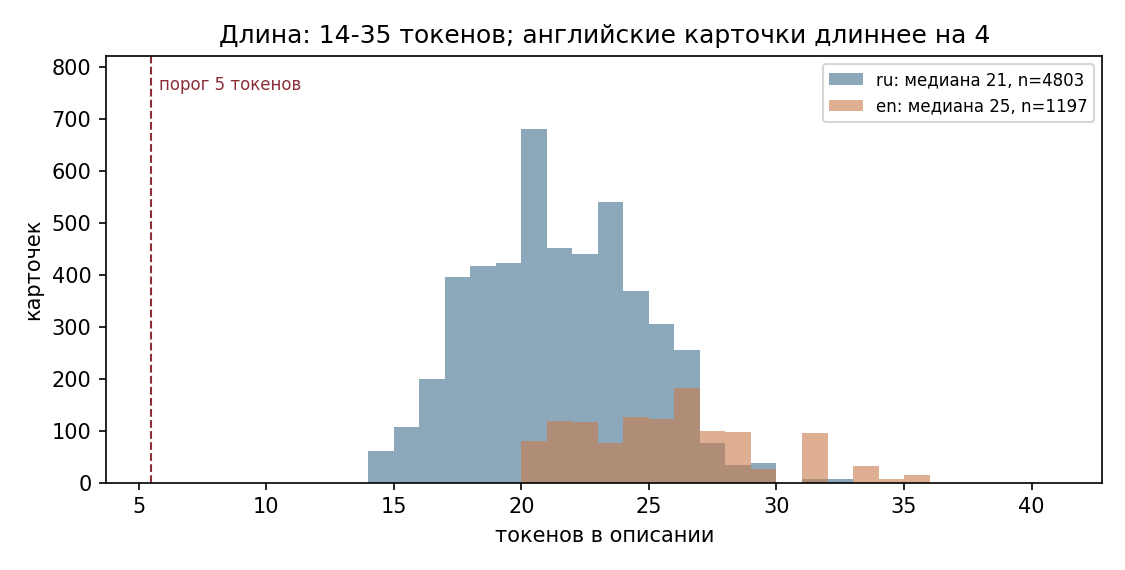 Длина: 14-35 токенов; английские карточки длиннее на 4
800
700
600
500
400
300
200
100
0
карточек
порог 5 токенов
ru: медиана 21, n=4803
en: медиана 25, n=1197
5 10 15 20 25 30 35 40
токенов в описании